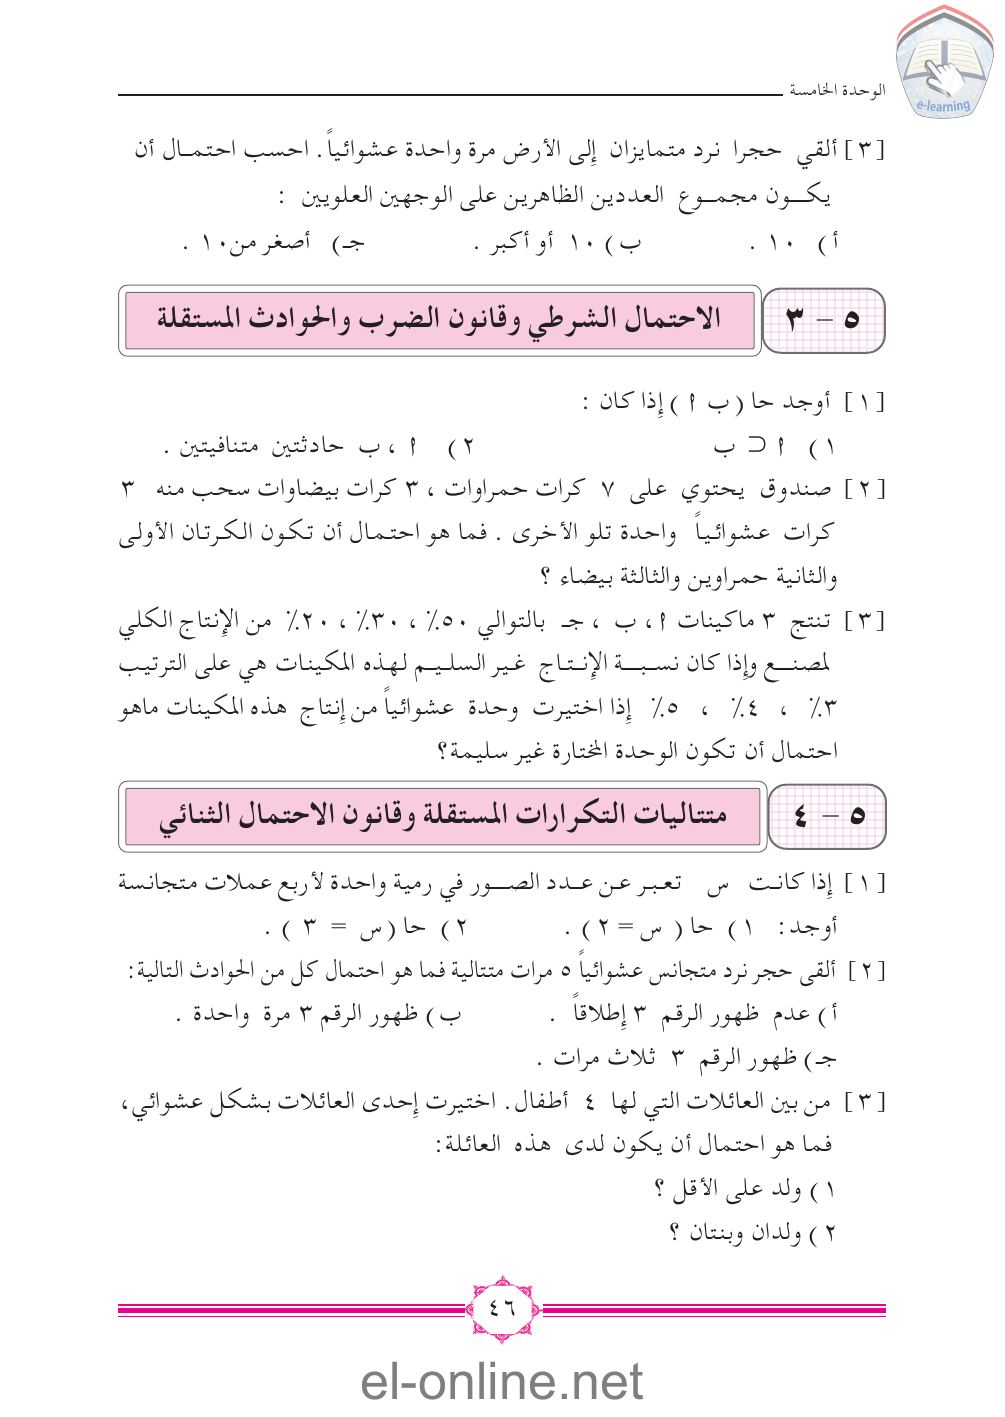 e-learning
الوحدة الخامسة
[ ٣ ] ألقي حجرا نرد متمايزان إلى الأرض مرة واحدة عشوائياً . احسب احتمال أن
يكون مجموع العددين الظاهرين على الوجهين العلويين :
أ ) ١٠ . ب ) ١٠ أو أكبر . جـ ) أصغر من ١٠ .
٥ – ٣ الاحتمال الشرطي وقانون الضرب والحوادث المستقلة
[ ١ ] أوجد حا ( ب ا ) إذا كان :
١ ) ا ⊃ ب ٢ ) ا ، ب حادثتين متنافيتين .
[ ٢ ] صندوق يحتوي على ٧ كرات حمراوات ، ٣ كرات بيضاوات سحب منه ٣
كرات عشوائياً واحدة تلو الأخرى . فما هو احتمال أن تكون الكرتان الأولى
والثانية حمراوين والثالثة بيضاء ؟
[ ٣ ] تنتج ٣ ماكينات ا ، ب ، جـ بالتوالي ٥٠٪ ، ٣٠٪ ، ٢٠٪ من الإنتاج الكلي
لمصنع وإذا كان نسبة الإنتاج غير السليم لهذه المكينات هي على الترتيب
٣٪ ، ٤٪ ، ٥٪ إذا اختيرت وحدة عشوائياً من إنتاج هذه المكينات ماهو
احتمال أن تكون الوحدة المختارة غير سليمة؟
٥ – ٤ متتاليات التكرارات المستقلة وقانون الاحتمال الثنائي
[ ١ ] إذا كانت س تعبر عن عدد الصور في رمية واحدة لأربع عملات متجانسة
أوجد : ١ ) حا ( س = ٢ ) . ٢ ) حا ( س = ٣ ) .
[ ٢ ] ألقى حجر نرد متجانس عشوائياً ٥ مرات متتالية فما هو احتمال كل من الحوادث التالية:
أ ) عدم ظهور الرقم ٣ إطلاقاً . ب ) ظهور الرقم ٣ مرة واحدة .
جـ ) ظهور الرقم ٣ ثلاث مرات .
[ ٣ ] من بين العائلات التي لها ٤ أطفال . اختيرت إحدى العائلات بشكل عشوائي،
فما هو احتمال أن يكون لدى هذه العائلة:
١ ) ولد على الأقل ؟
٢ ) ولدان وبنتان ؟
٤٦
el-online.net